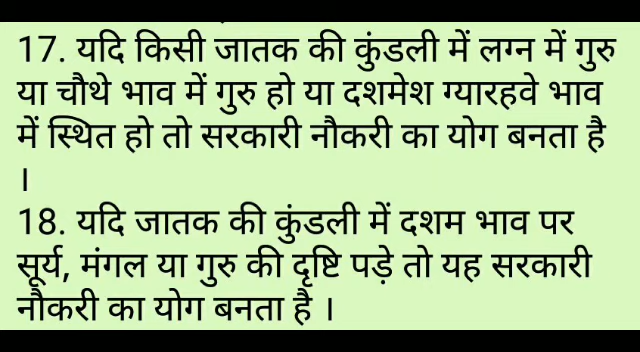 17. यदि किसी जातक की कुंडली में लग्न में गुरु
या चौथे भाव में गुरु हो या दशमेश ग्यारहवे भाव
में स्थित हो तो सरकारी नौकरी का योग बनता है
।
18. यदि जातक की कुंडली में दशम भाव पर
सूर्य, मंगल या गुरु की दृष्टि पड़े तो यह सरकारी
नौकरी का योग बनता है ।